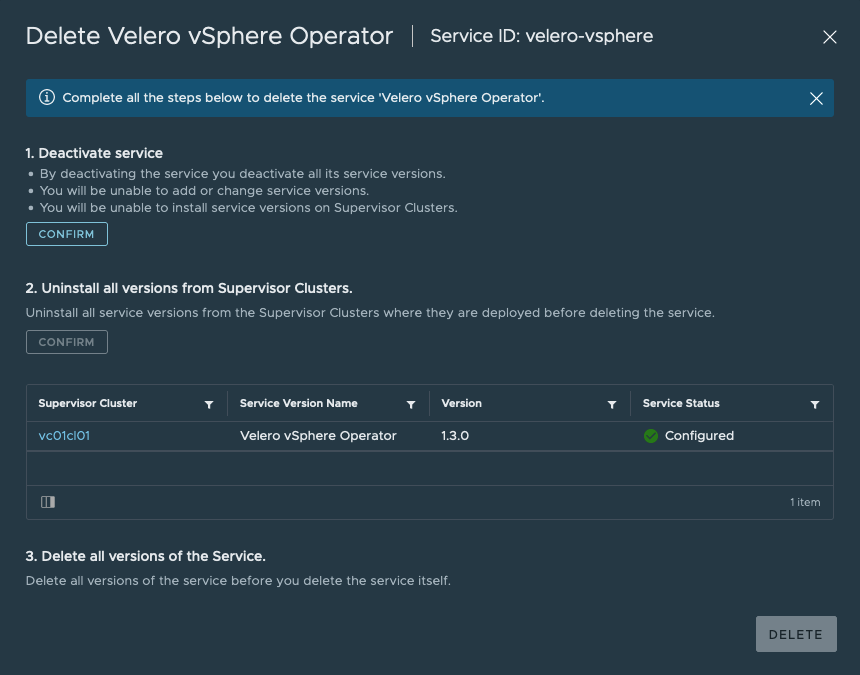 Delete Velero vSphere Operator | Service ID: velero-vsphere
Complete all the steps below to delete the service 'Velero vSphere Operator'.
1. Deactivate service
• By deactivating the service you deactivate all its service versions.
• You will be unable to add or change service versions.
• You will be unable to install service versions on Supervisor Clusters.
CONFIRM
2. Uninstall all versions from Supervisor Clusters.
Uninstall all service versions from the Supervisor Clusters where they are deployed before deleting the service.
CONFIRM
Supervisor Cluster Service Version Name Version Service Status
vc01cl01 Velero vSphere Operator 1.3.0 Configured
1 item
3. Delete all versions of the Service.
Delete all versions of the service before you delete the service itself.
DELETE